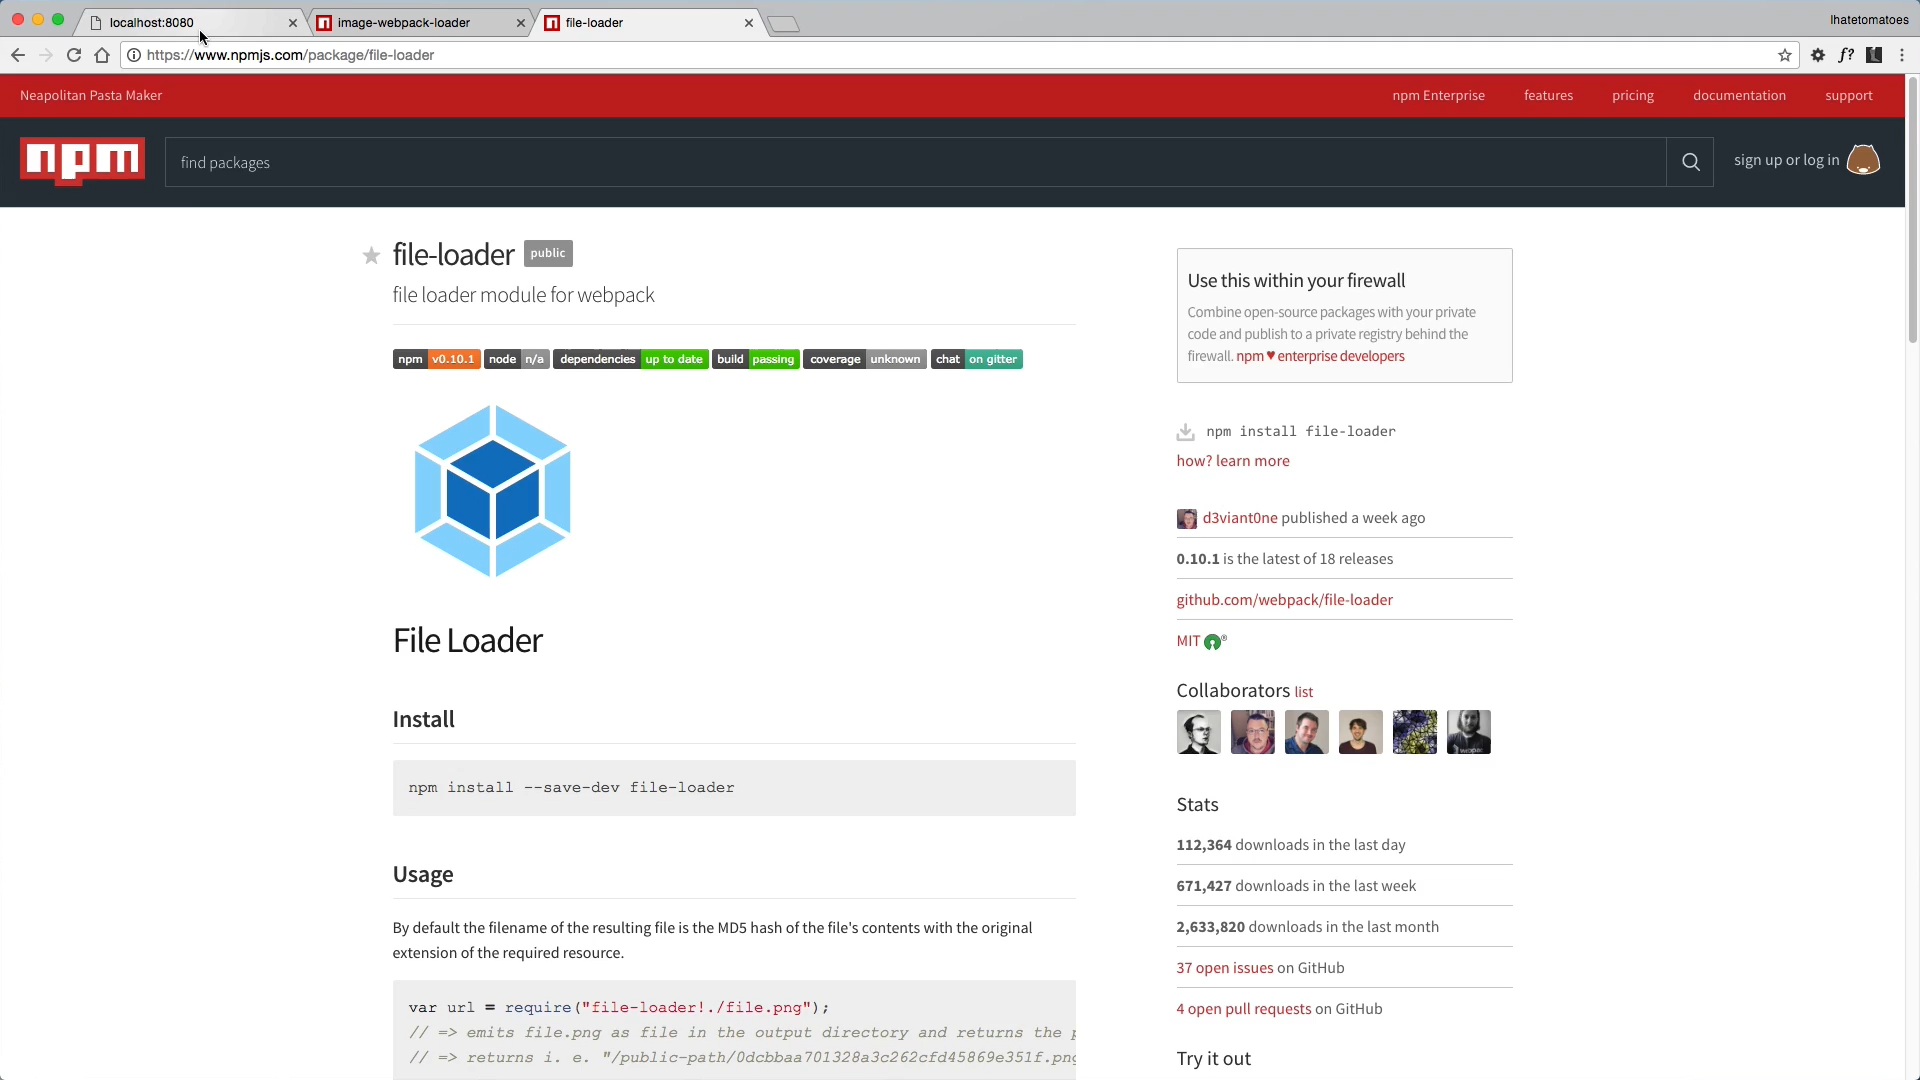 localhost:8080
image-webpack-loader
file-loader
Ihatetomatoes
https://www.npmjs.com/package/file-loader
f?
Neapolitan Pasta Maker
npm Enterprise
features
pricing
documentation
support
npm
find packages
sign up or log in
file-loader public
file loader module for webpack
npm v0.10.1 node n/a dependencies up to date build passing coverage unknown chat on gitter
File Loader
Install
npm install --save-dev file-loader
Usage
By default the filename of the resulting file is the MD5 hash of the file's contents with the original
extension of the required resource.
var url = require("file-loader!./file.png");
// => emits file.png as file in the output directory and returns the
// => returns i. e. "/public-path/0dcbbaa701328a3c262cfd45869e351f.png
Use this within your firewall
Combine open-source packages with your private
code and publish to a private registry behind the
firewall. npm ♥ enterprise developers
npm install file-loader
how? learn more
d3viant0ne published a week ago
0.10.1 is the latest of 18 releases
github.com/webpack/file-loader
MIT ®
Collaborators list
Stats
112,364 downloads in the last day
671,427 downloads in the last week
2,633,820 downloads in the last month
37 open issues on GitHub
4 open pull requests on GitHub
Try it out